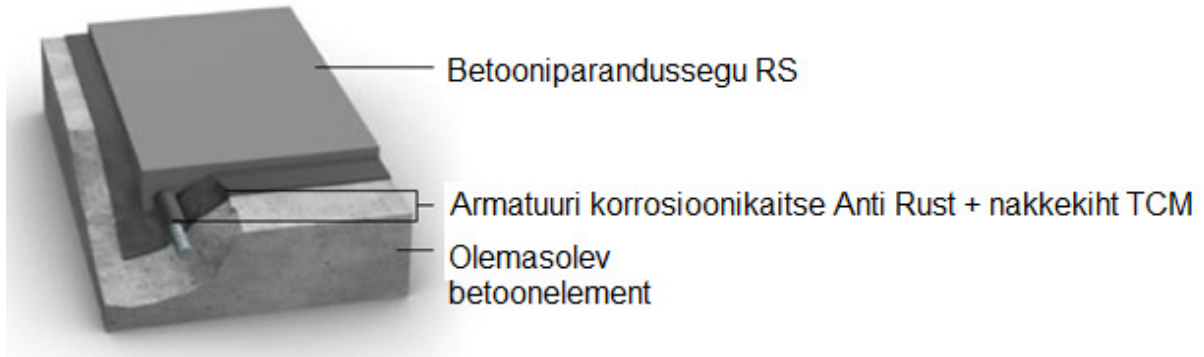 Betooniparandussegu RS
Armatuuri korrosioonikaitse Anti Rust + nakkekiht TCM
Olemasolev
betoonelement